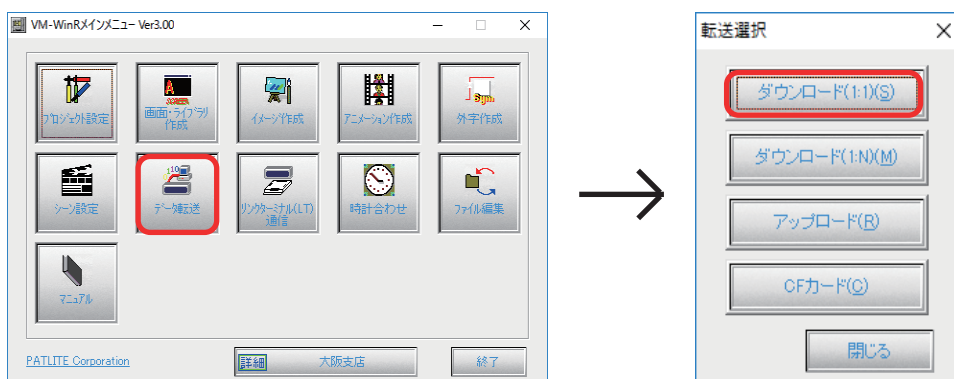 VM-WinRメインメニュー Ver3.00
プロジェクト設定
画面・ライブラリ
作成
イメージ作成
アニメーション作成
外字作成
シーン設定
データ転送
リンクターミナル(LT)
通信
時計合わせ
ファイル編集
マニュアル
PATLITE Corporation
詳細
大阪支店
終了
転送選択
ダウンロード(1:1)(S)
ダウンロード(1:N)(M)
アップロード(R)
CFカード(C)
閉じる